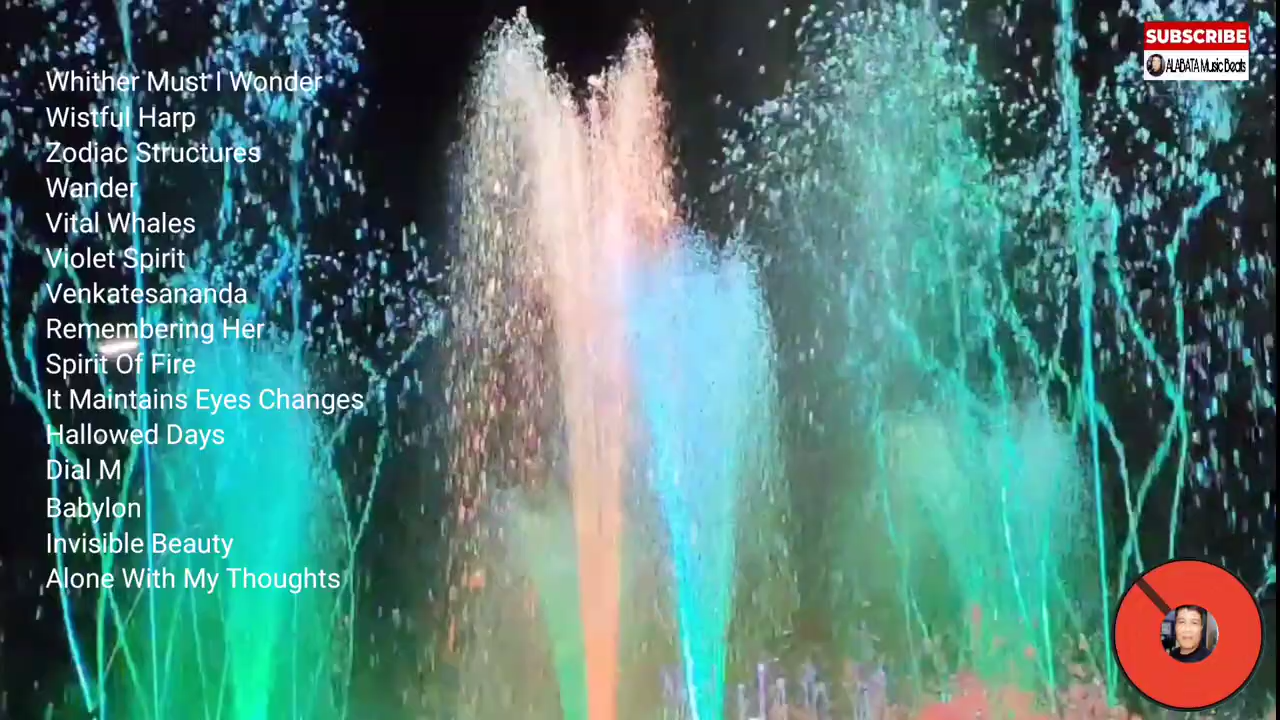 Whither Must I Wonder
Wistful Harp
Zodiac Structures
Wander
Vital Whales
Violet Spirit
Venkatesananda
Remembering Her
Spirit Of Fire
It Maintains Eyes Changes
Hallowed Days
Dial M
Babylon
Invisible Beauty
Alone With My Thoughts
SUBSCRIBE
ALABATA Music Beats